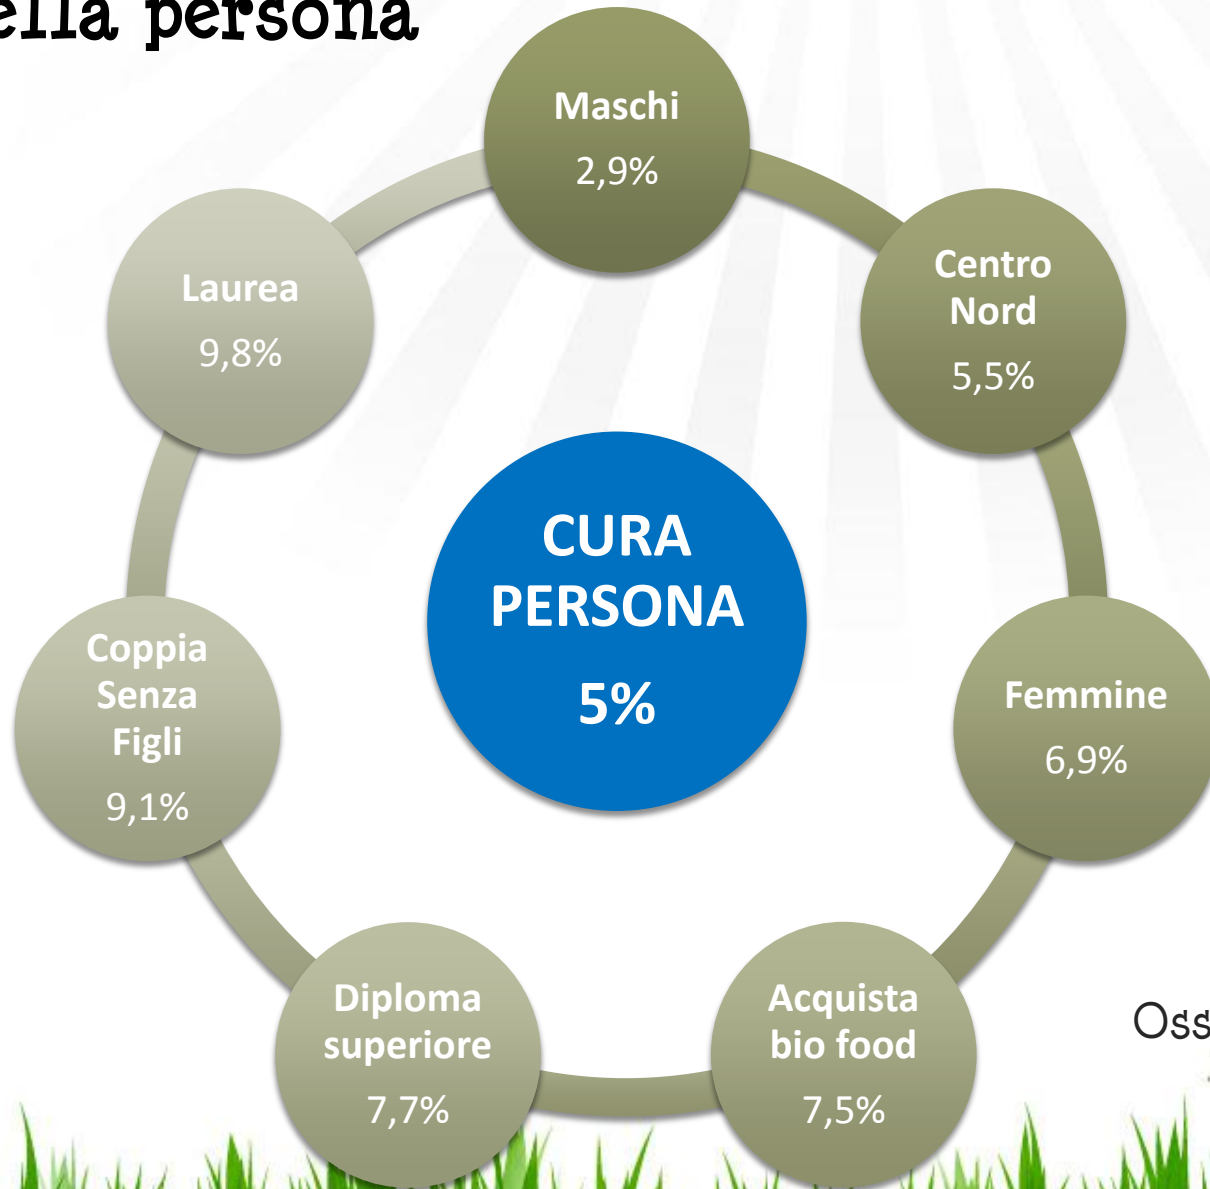 ella persona
Maschi
2,9%
Centro
Nord
5,5%
Femmine
6,9%
Acquista
bio food
7,5%
Diploma
superiore
7,7%
Coppia
Senza
Figli
9,1%
Laurea
9,8%
CURA
PERSONA
5%
Oss